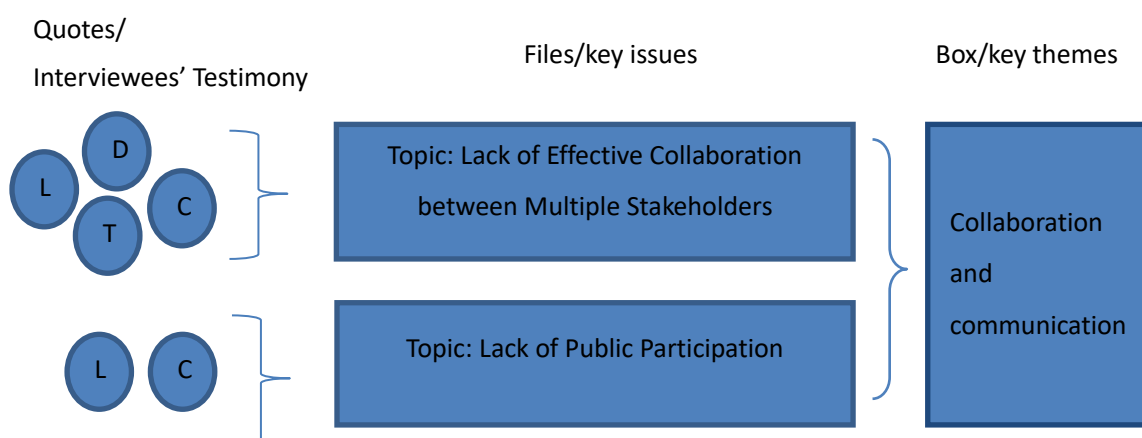 Quotes/
Interviewees’ Testimony
Files/key issues
Box/key themes
D
L
C
T
Topic: Lack of Effective Collaboration
between Multiple Stakeholders
Collaboration
and
communication
L
C
Topic: Lack of Public Participation